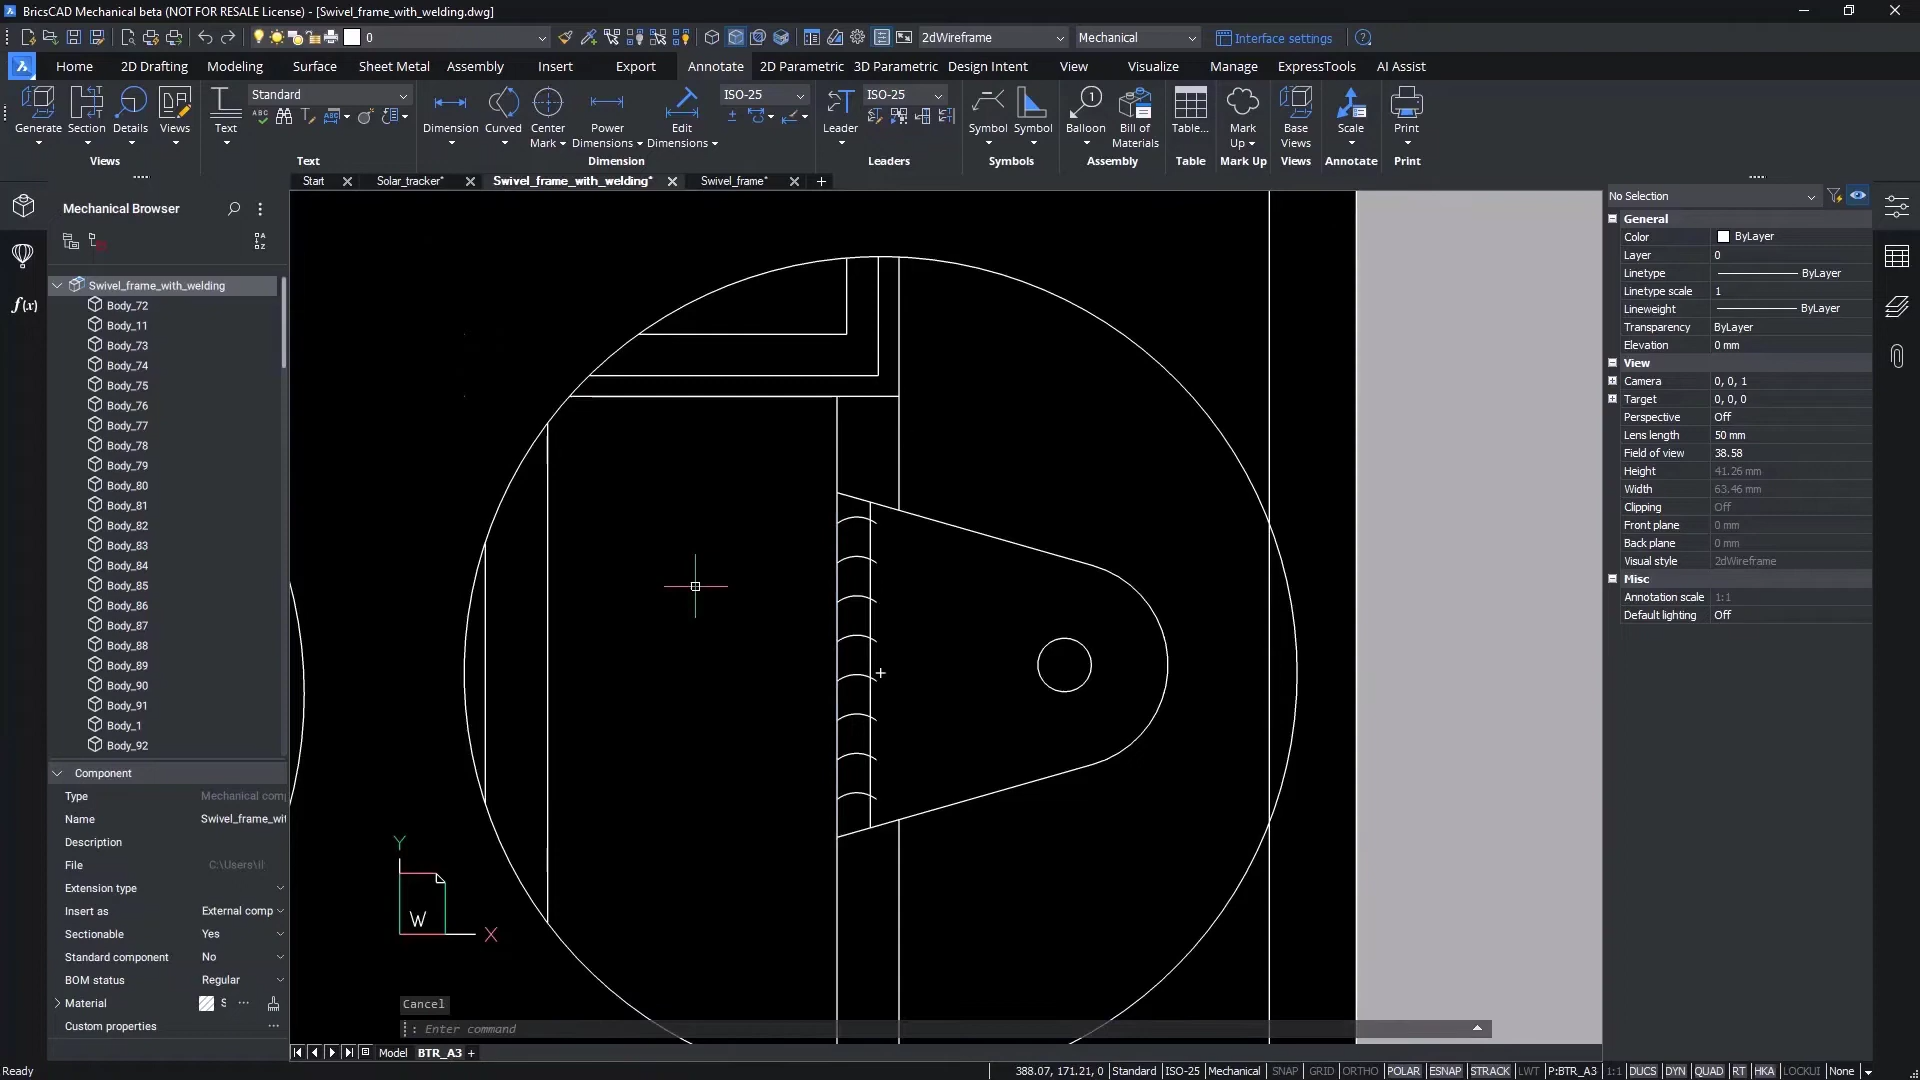 BricsCAD Mechanical beta (NOT FOR RESALE License) - [Swivel_frame_with_welding.dwg]
0
2dWireframe
Mechanical
Interface settings
Home
2D Drafting
Modeling
Surface
Sheet Metal
Assembly
Insert
Export
Annotate
2D Parametric
3D Parametric
Design Intent
View
Visualize
Manage
ExpressTools
AI Assist
Generate
Section
Details
Views
Views
Text
Standard
ABC
Text
Dimension
Curved
Center
Mark
Power
Dimensions
Edit
Dimensions
ISO-25
Dimension
Leader
ISO-25
Leaders
Symbol
Symbol
Symbols
Balloon
Bill of
Materials
Assembly
Table...
Table
Mark
Up
Mark Up
Base
Views
Views
Scale
Annotate
Print
Print
Start
Solar_tracker*
Swivel_frame_with_welding*
Swivel_frame*
Mechanical Browser
f(x)
Swivel_frame_with_welding
Body_72
Body_11
Body_73
Body_74
Body_75
Body_76
Body_77
Body_78
Body_79
Body_80
Body_81
Body_82
Body_83
Body_84
Body_85
Body_86
Body_87
Body_88
Body_89
Body_90
Body_91
Body_1
Body_92
Component
Type Mechanical com
Name Swivel_frame_wit
Description
File C:\Users\il
Extension type
Insert as External comp
Sectionable Yes
Standard component No
BOM status Regular
Material S ...
Custom properties ...
Y
W
X
Cancel
: Enter command
Model
BTR_A3
No Selection
General
Color ByLayer
Layer 0
Linetype ByLayer
Linetype scale 1
Lineweight ByLayer
Transparency ByLayer
Elevation 0 mm
View
Camera 0, 0, 1
Target 0, 0, 0
Perspective Off
Lens length 50 mm
Field of view 38.58
Height 41.26 mm
Width 63.46 mm
Clipping Off
Front plane 0 mm
Back plane 0 mm
Visual style 2dWireframe
Misc
Annotation scale 1:1
Default lighting Off
Ready
388.07, 171.21, 0
Standard
ISO-25
Mechanical
SNAP
GRID
ORTHO
POLAR
ESNAP
STRACK
LWT
P:BTR_A3
1:1
DUCS
DYN
QUAD
RT
HKA
LOCKUI
None